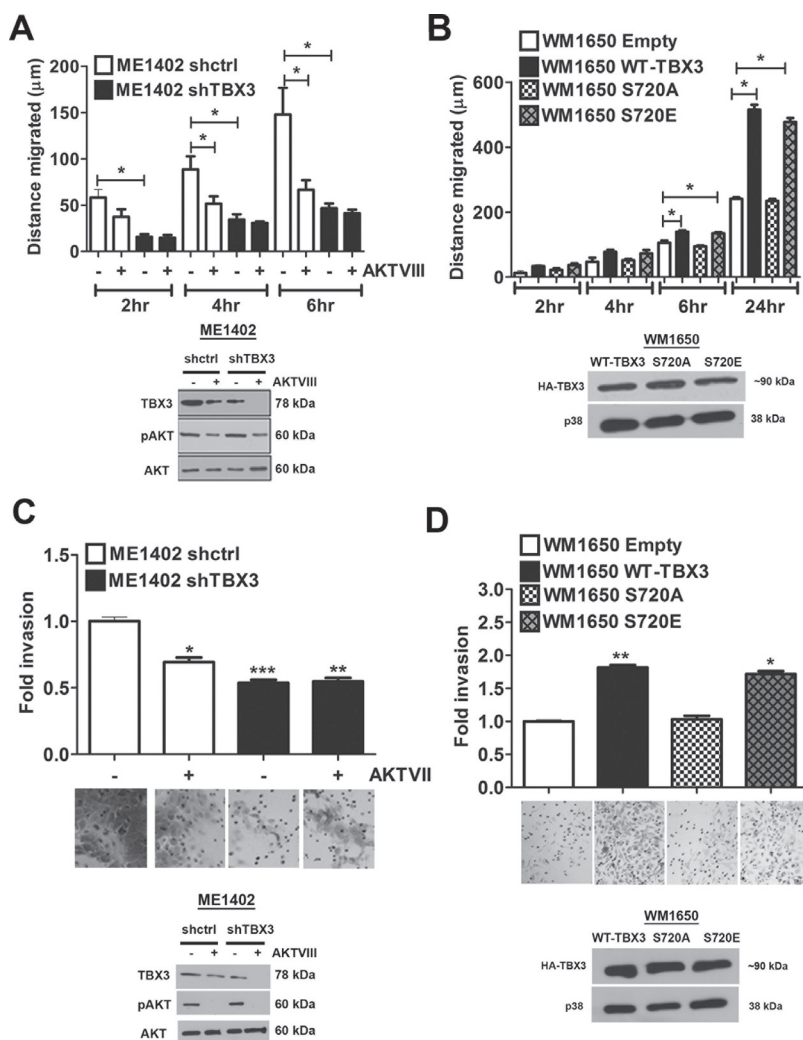 A
ME1402 shctrl
ME1402 shTBX3
Distance migrated (μm)
200
150
100
50
0
* * * * *
- + - + - + - + - + - + AKTVIII
2hr 4hr 6hr
ME1402
shctrl shTBX3
- + - + AKTVIII
TBX3 78 kDa
pAKT 60 kDa
AKT 60 kDa
B
WM1650 Empty
WM1650 WT-TBX3
WM1650 S720A
WM1650 S720E
Distance migrated (μm)
600
400
200
0
* * * *
2hr 4hr 6hr 24hr
WM1650
WT-TBX3 S720A S720E
HA-TBX3 ~90 kDa
p38 38 kDa
C
ME1402 shctrl
ME1402 shTBX3
Fold invasion
1.5
1.0
0.5
0.0
* *** **
- + - + AKTVII
ME1402
shctrl shTBX3
- + - + AKTVIII
TBX3 78 kDa
pAKT 60 kDa
AKT 60 kDa
D
WM1650 Empty
WM1650 WT-TBX3
WM1650 S720A
WM1650 S720E
Fold invasion
3.0
2.5
2.0
1.5
1.0
0.5
0.0
** *
WM1650
WT-TBX3 S720A S720E
HA-TBX3 ~90 kDa
p38 38 kDa